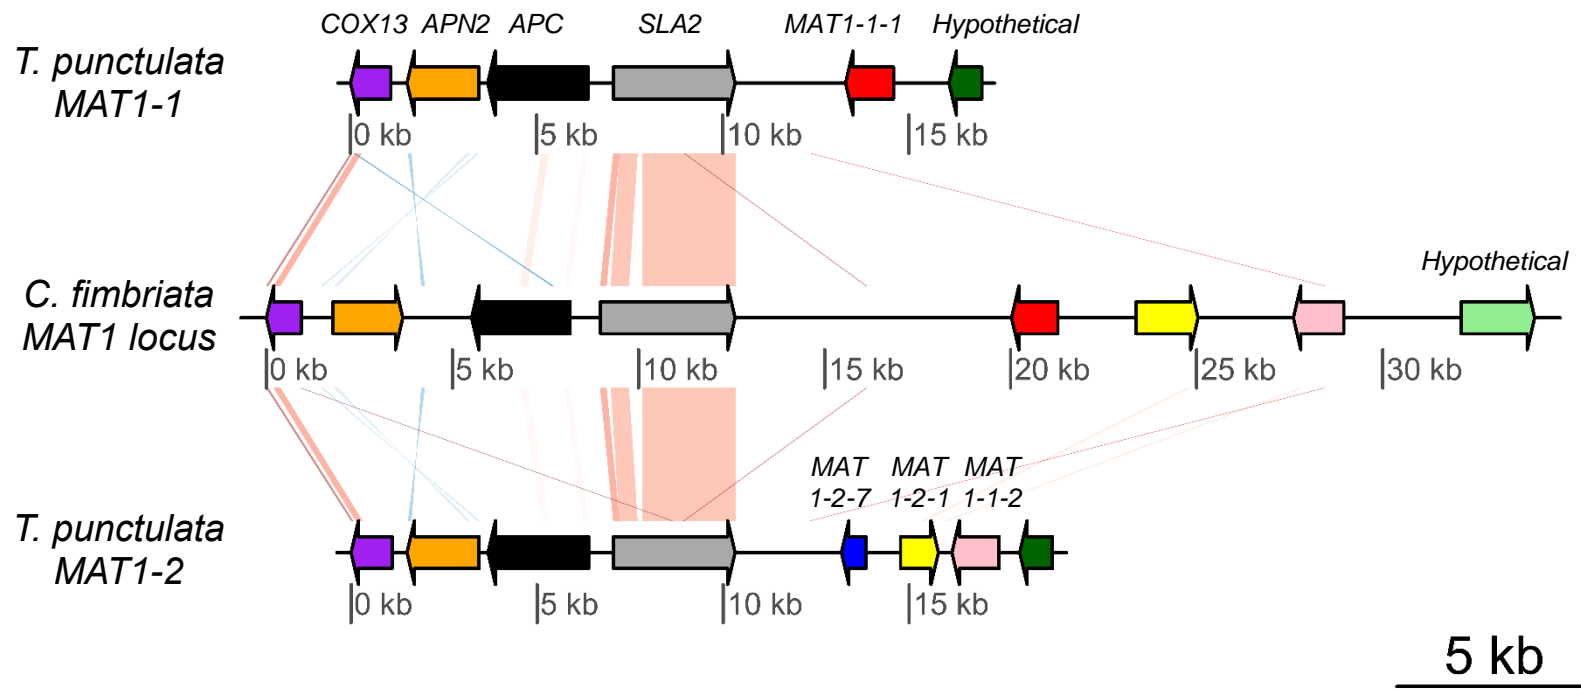 COX13 APN2 APC SLA2 MAT1-1-1 Hypothetical
T. punctulata
MAT1-1
0 kb 5 kb 10 kb 15 kb
Hypothetical
C. fimbriata
MAT1 locus
0 kb 5 kb 10 kb 15 kb 20 kb 25 kb 30 kb
MAT MAT MAT
1-2-7 1-2-1 1-1-2
T. punctulata
MAT1-2
0 kb 5 kb 10 kb 15 kb
5 kb